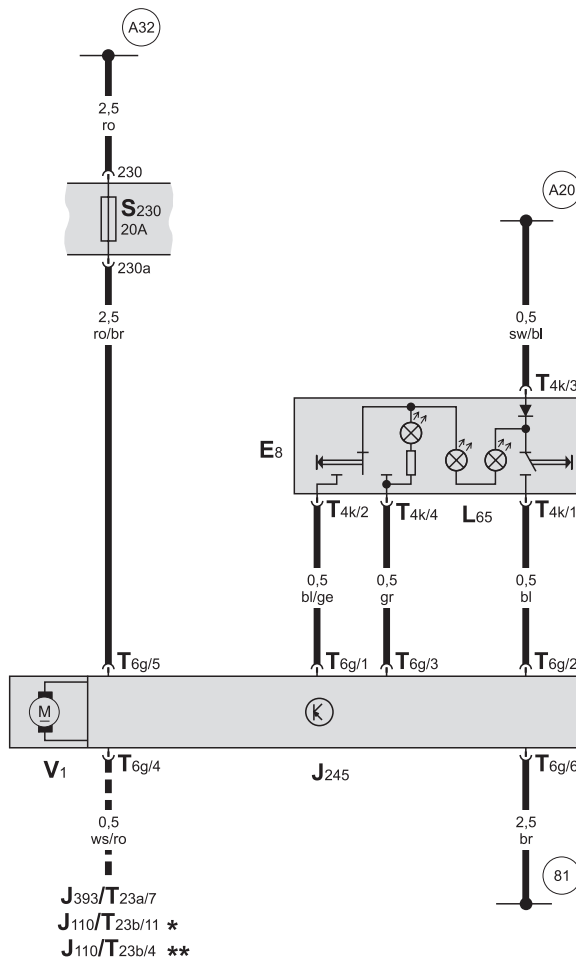 A32
2,5
ro
230
S230
20A
230a
2,5
ro/br
A20
0,5
sw/bl
T4k/3
E8
T4k/2
T4k/4
L65
T4k/1
0,5
bl/ge
0,5
gr
0,5
bl
T6g/5
T6g/1
T6g/3
T6g/2
M
V1
T6g/4
J245
T6g/6
0,5
ws/ro
2,5
br
81
J393/T23a/7
J110/T23b/11 *
J110/T23b/4 **